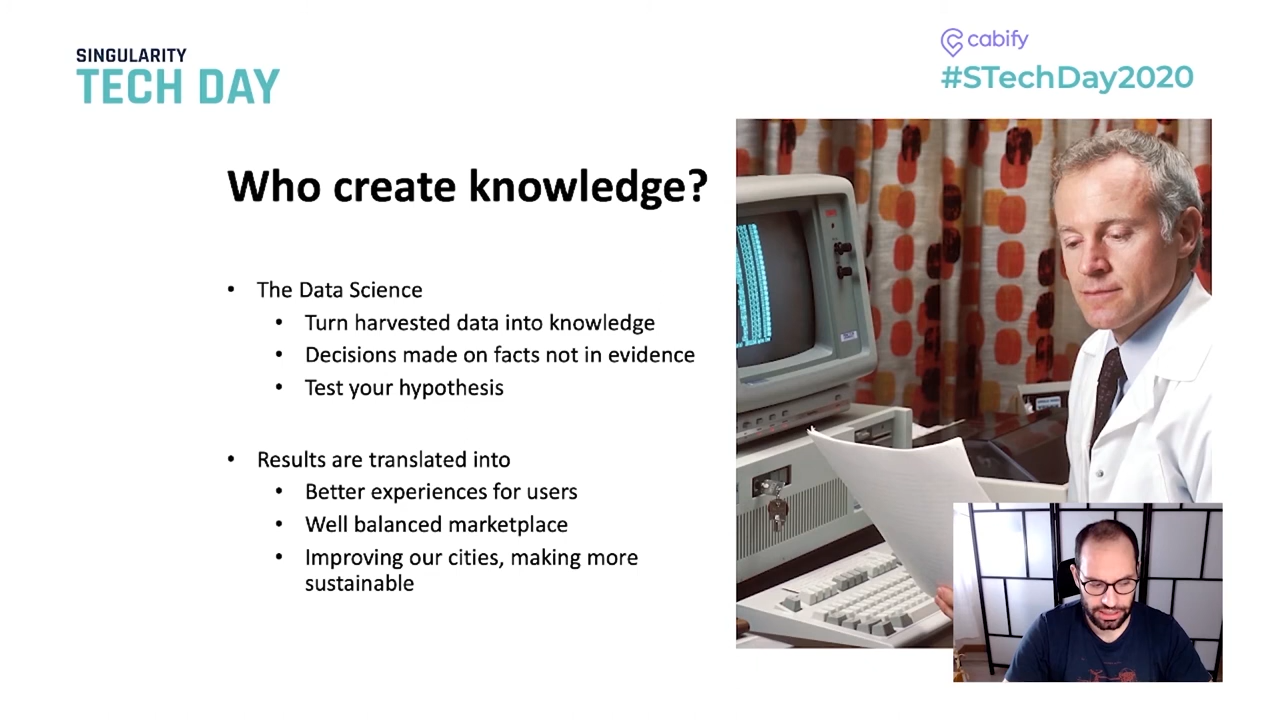 SINGULARITY
TECH DAY
cabify
#STechDay2020
Who create knowledge?
• The Data Science
• Turn harvested data into knowledge
• Decisions made on facts not in evidence
• Test your hypothesis
• Results are translated into
• Better experiences for users
• Well balanced marketplace
• Improving our cities, making more
sustainable